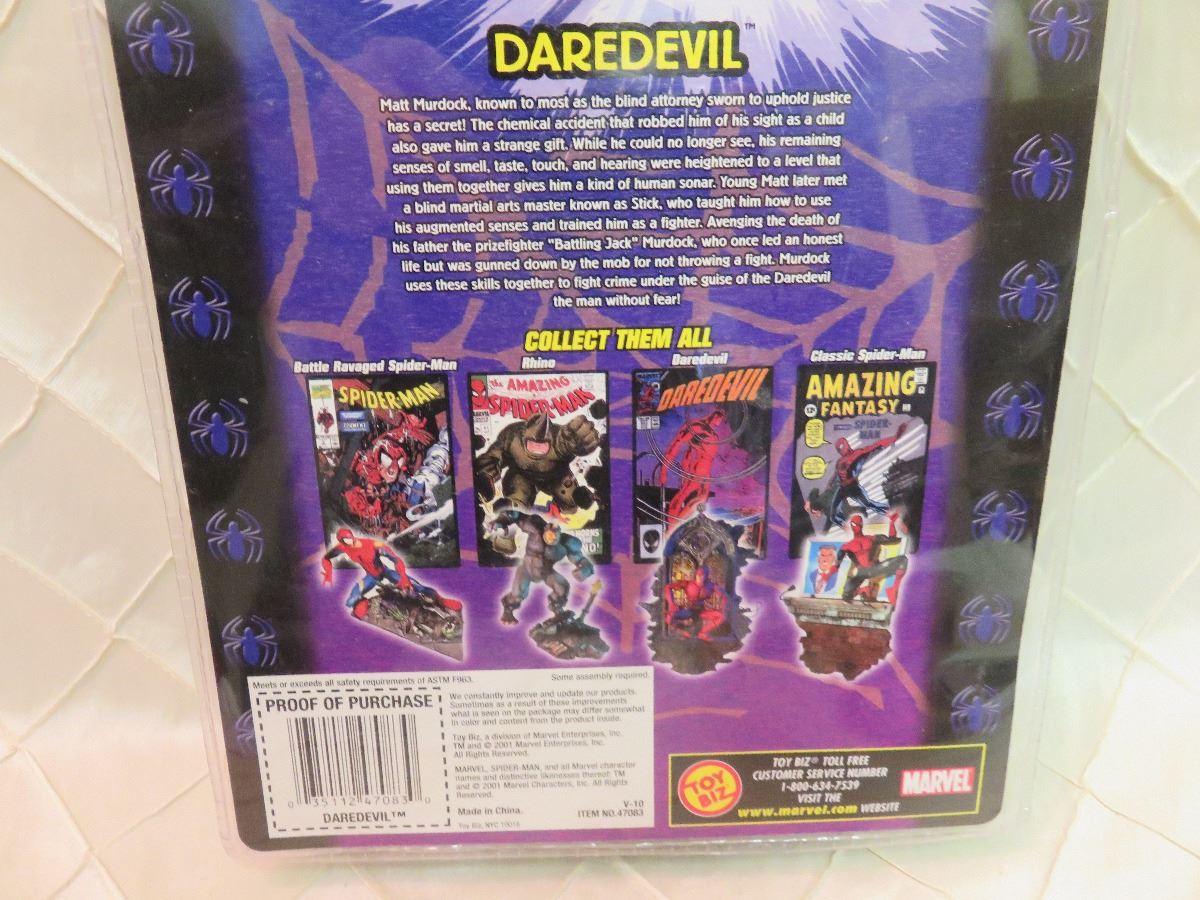 DAREDEVIL™
Matt Murdock, known to most as the blind attorney sworn to uphold justice
has a secret! The chemical accident that robbed him of his sight as a child
also gave him a strange gift. While he could no longer see, his remaining
senses of smell, taste, touch, and hearing were heightened to a level that
using them together gives him a kind of human sonar. Young Matt later met
a blind martial arts master known as Stick, who taught him how to use
his augmented senses and trained him as a fighter. Avenging the death of
his father the prizefighter "Battling Jack" Murdock, who once led an honest
life but was gunned down by the mob for not throwing a fight. Murdock
uses these skills together to fight crime under the guise of the Daredevil
the man without fear!
COLLECT THEM ALL
Battle Ravaged Spider-Man
Rhino
Daredevil
Classic Spider-Man
SPIDER-MAN
the AMAZING
SPIDER-MAN
DAREDEVIL
AMAZING
FANTASY
SPIDER-
MAN
Meets or exceeds all safety requirements of ASTM F963.
Some assembly required.
PROOF OF PURCHASE
0 35112 47083 0
DAREDEVIL™
We constantly improve and update our products.
Sometimes as a result of these improvements
what is seen on the package may differ somewhat
in color and content from the product inside.
Toy Biz, a division of Marvel Enterprises, Inc.
TM and © 2001 Marvel Enterprises, Inc.
All Rights Reserved.
MARVEL, SPIDER-MAN, and all Marvel character
names and distinctive likenesses thereof: TM
and © 2001 Marvel Characters, Inc. All Rights
Reserved.
Made in China.
V-10
ITEM NO.47083
Toy Biz, NYC 10016
TOY BIZ
TOY BIZ® TOLL FREE
CUSTOMER SERVICE NUMBER
1-800-634-7539
VISIT THE
www.marvel.com WEBSITE
MARVEL